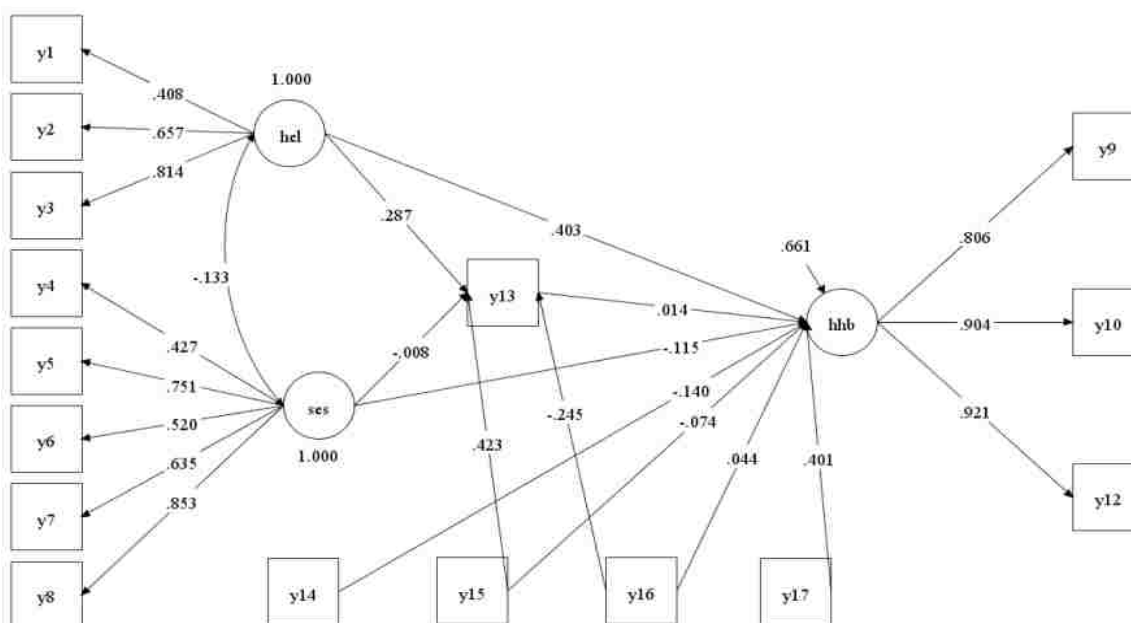 y1
1.000
.408
y2
.657
hel
.814
y3
.287
.403
y4
-.133
.661
y13
.014
hhb
y9
.806
.904
y10
.921
y12
-.008
-.115
.427
y5
.751
ses
1.000
y6
.520
.635
y7
.853
y8
-.140
-.074
-.245
.423
.044
.401
y14
y15
y16
y17